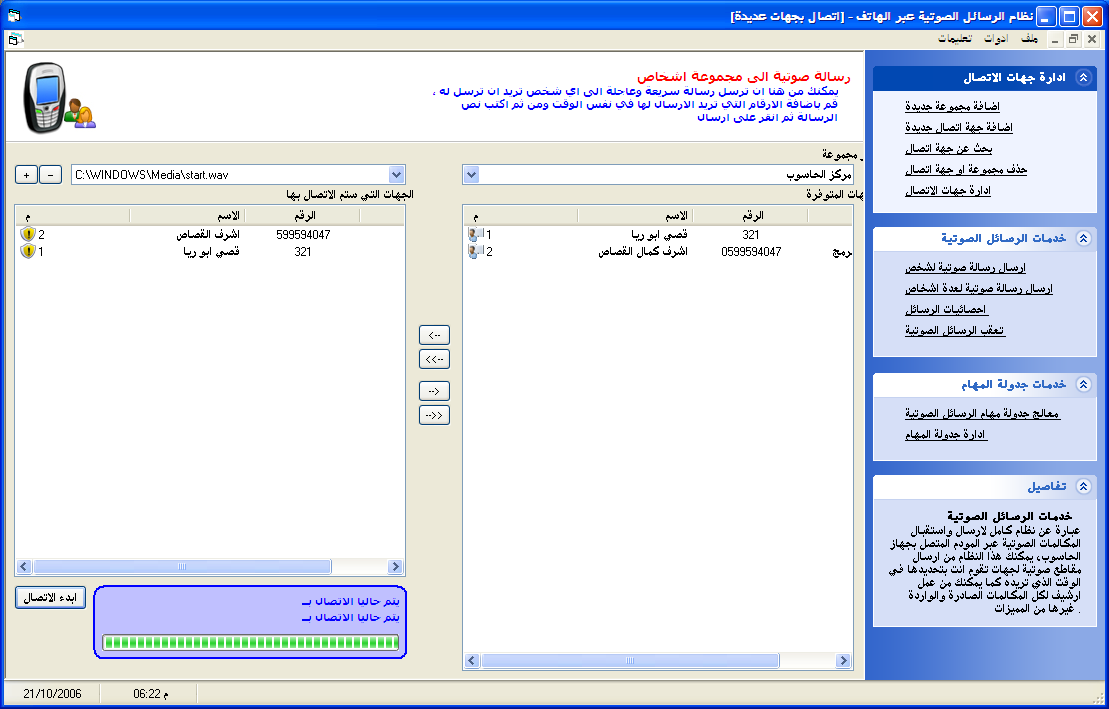 نظام الرسائل الصوتية عبر الهاتف - [اتصال بجهات عديدة]
ملف ادوات تعليمات
رسالة صوتية الى مجموعة اشخاص
يمكنك من هنا ان ترسل رسالة سريعة وعاجلة الى اي شخص تريد ان ترسل له ،
قم باضافة الارقام التي تريد الارسال لها في نفس الوقت ومن ثم اكتب نص
الرسالة ثم انقر على ارسال
ادارة جهات الاتصال
اضافة مجموعة جديدة
اضافة جهة اتصال جديدة
بحث عن جهة اتصال
حذف مجموعة او جهة اتصال
ادارة جهات الاتصال
خدمات الرسائل الصوتية
ارسال رسالة صوتية لشخص
ارسال رسالة صوتية لعدة اشخاص
احصائيات الرسائل
تعقب الرسائل الصوتية
خدمات جدولة المهام
معالج جدولة مهام الرسائل الصوتية
ادارة جدولة المهام
تفاصيل
خدمات الرسائل الصوتية
عبارة عن نظام كامل لارسال واستقبال
المكالمات الصوتية عبر المودم المتصل بجهاز
الحاسوب، يمكنك هذا النظام من ارسال
مقاطع صوتية لجهات تقوم انت بتحديدها في
الوقت الذي تريده كما يمكنك من عمل
ارشيف لكل المكالمات الصادرة والواردة
. غيرها من المميزات
مجموعة
مركز الحاسوب
هات المتوفرة
م الاسم الرقم
1 قصي ابو ريا 321
2 اشرف كمال القصاص 0599594047 برمج
<--
<<--
-->
-->>
+ -
C:\WINDOWS\Media\start.wav
الجهات التي ستم الاتصال بها
م الاسم الرقم
2 اشرف القصاص 599594047
1 قصي ابو ريا 321
ابدء الاتصال
يتم حاليا الاتصال بــ
يتم حاليا الاتصال بــ
21/10/2006
06:22 م